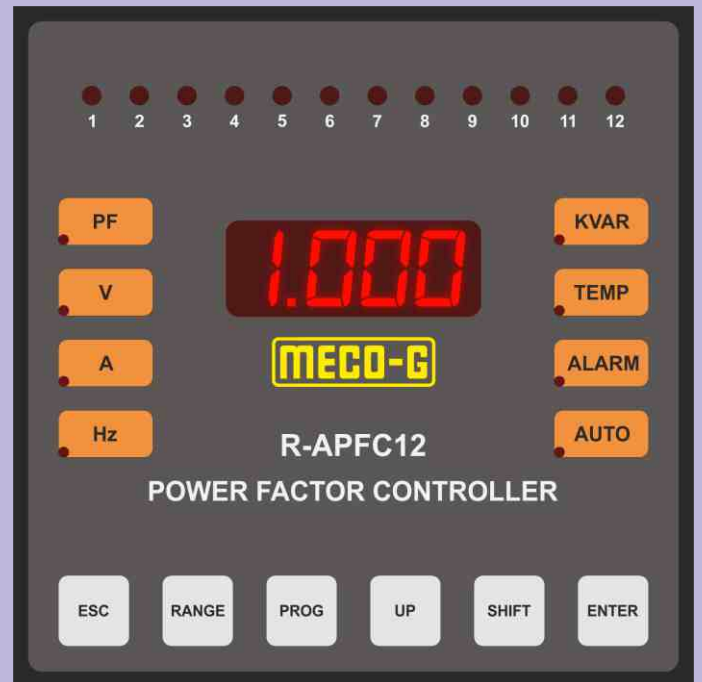 1 2 3 4 5 6 7 8 9 10 11 12
PF
V
A
Hz
1.000
MECO-G
R-APFC12
POWER FACTOR CONTROLLER
KVAR
TEMP
ALARM
AUTO
ESC RANGE PROG UP SHIFT ENTER